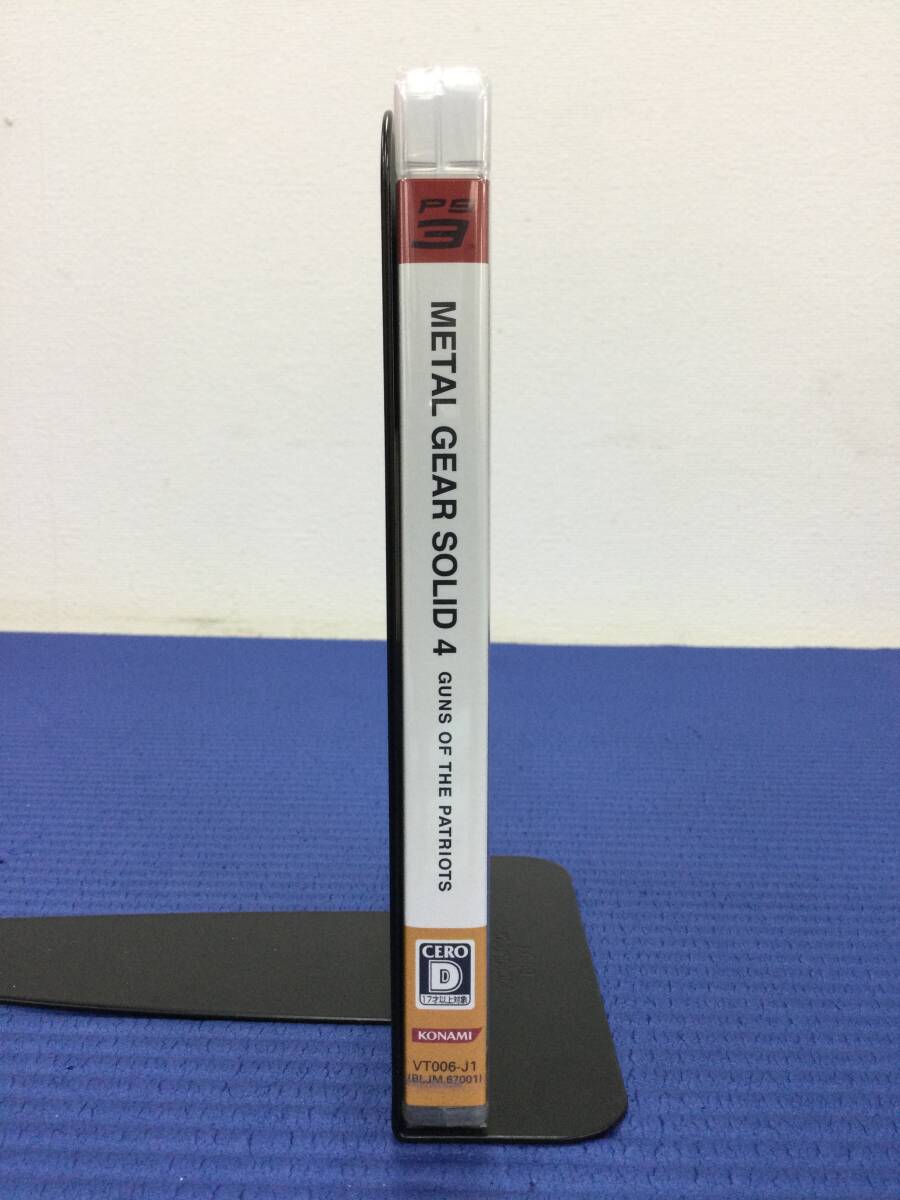 PS3
METAL GEAR SOLID 4 GUNS OF THE PATRIOTS
CERO
D
17才以上対象
KONAMI
VT006-J1
(BLJM 67001)